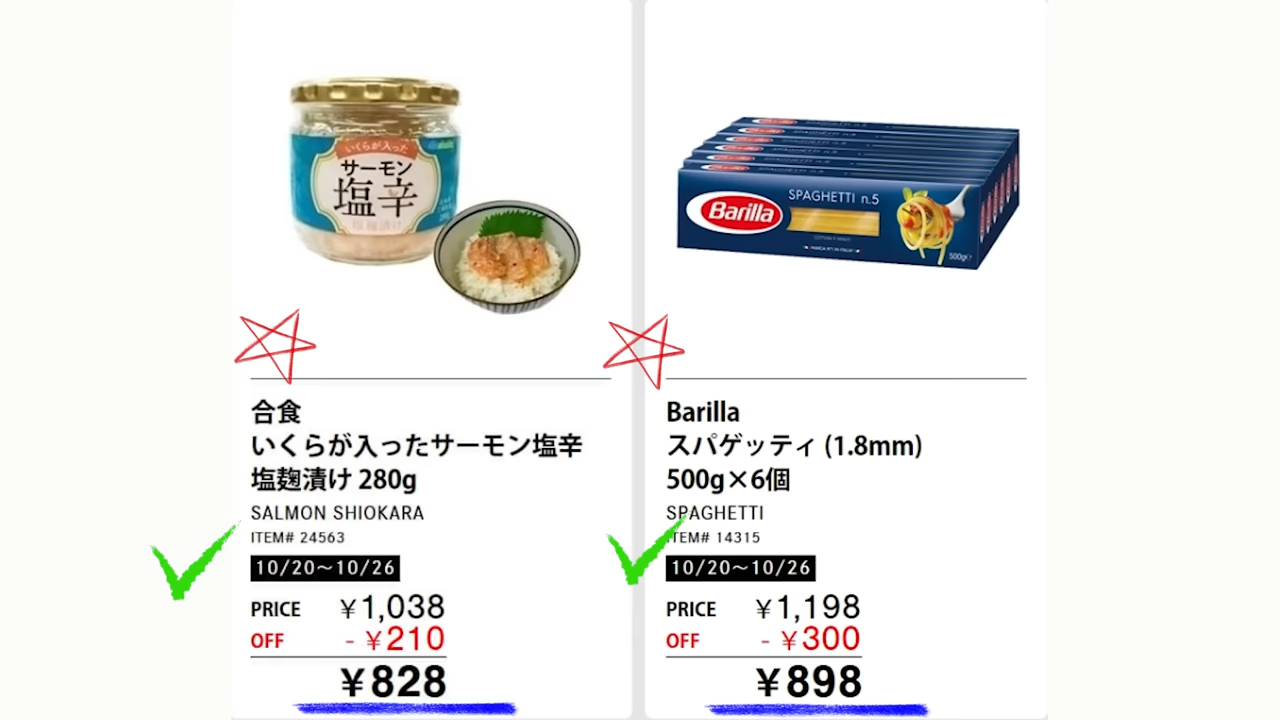 いくらが入った
サーモン
塩辛
塩麹漬け
合食
いくらが入ったサーモン塩辛
塩麹漬け 280g
SALMON SHIOKARA
ITEM# 24563
10/20～10/26
PRICE ¥1,038
OFF - ¥210
¥828
Barilla
SPAGHETTI n.5
500g
Barilla
スパゲッティ (1.8mm)
500g×6個
SPAGHETTI
ITEM# 14315
10/20～10/26
PRICE ¥1,198
OFF - ¥300
¥898